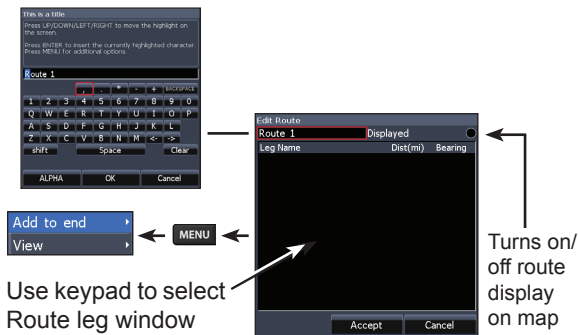 This is a title
Press UP/DOWN/LEFT/RIGHT to move the highlight on
the screen.
Press ENTER to insert the currently highlighted character.
Press MENU for additional options.
Route 1
, . * - + BACKSPACE
1 2 3 4 5 6 7 8 9 0
Q W E R T Y U I O P
A S D F G H J K L
Z X C V B N M <- ->
shift Space Clear
ALPHA OK Cancel
Edit Route
Route 1 Displayed
Leg Name Dist(mi) Bearing
Accept Cancel
Add to end
View
MENU
Use keypad to select
Route leg window
Turns on/
off route
display
on map